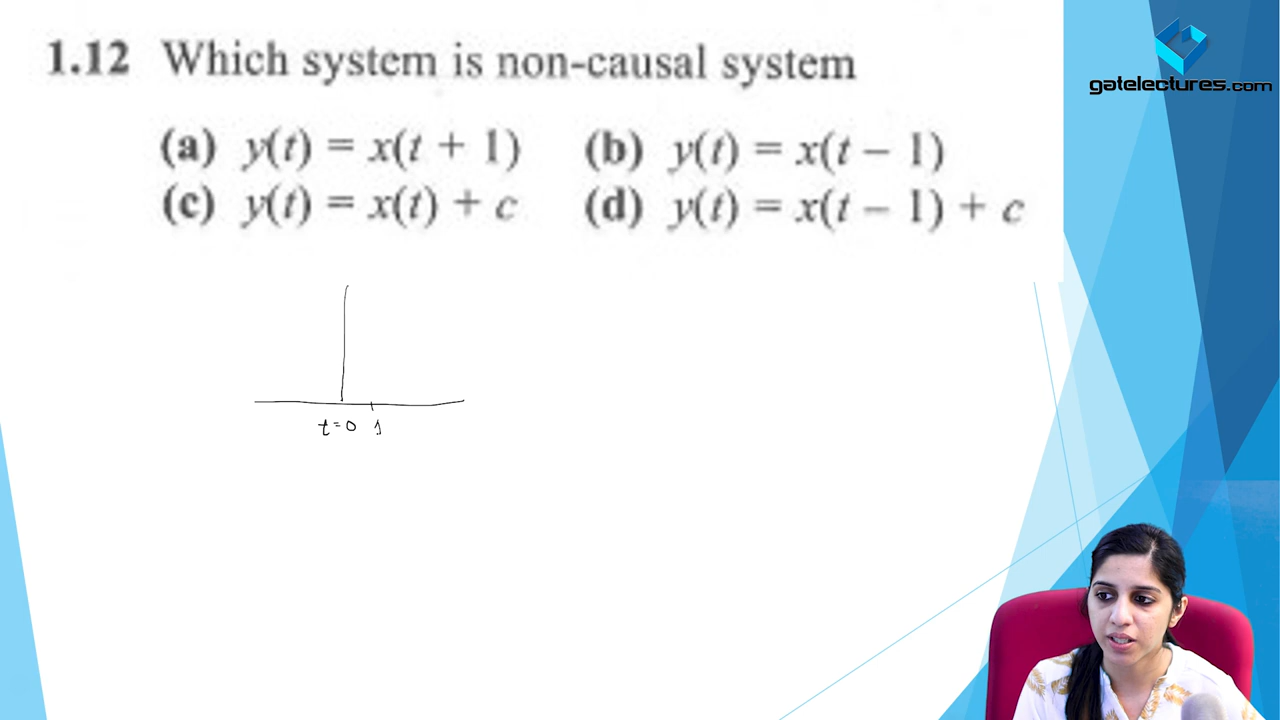 1.12 Which system is non-causal system
gatelectures.com
(a) y(t) = x(t + 1) (b) y(t) = x(t − 1)
(c) y(t) = x(t) + c (d) y(t) = x(t − 1) + c
t=0 1